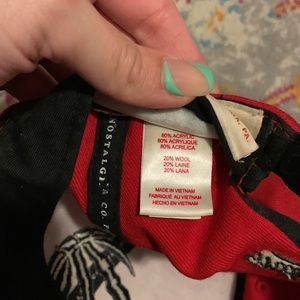 80% ACRYLIC
80% ACRYLIQUE
80% ACRILICA
20% WOOL
20% LAINE
20% LANA
MADE IN VIETNAM
FABRIQUÉ AU VIETNAM
HECHO EN VIETNAM
NOSTALGIA CO.